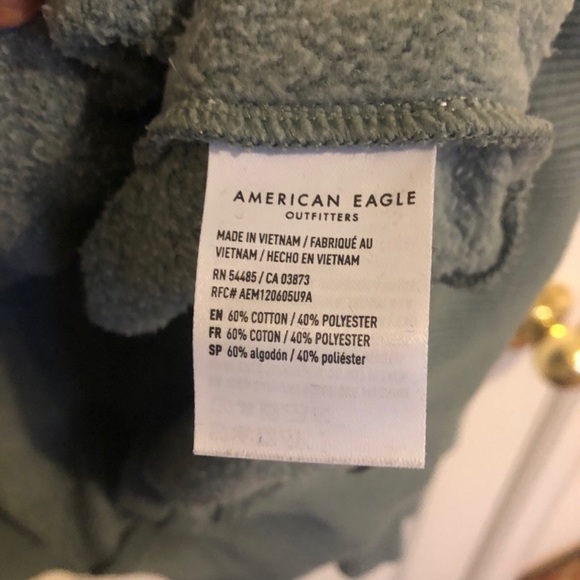 AMERICAN EAGLE
OUTFITTERS
MADE IN VIETNAM / FABRIQUÉ AU
VIETNAM / HECHO EN VIETNAM
RN 54485 / CA 03873
RFC# AEM120605U9A
EN 60% COTTON / 40% POLYESTER
FR 60% COTON / 40% POLYESTER
SP 60% algodón / 40% poliéster